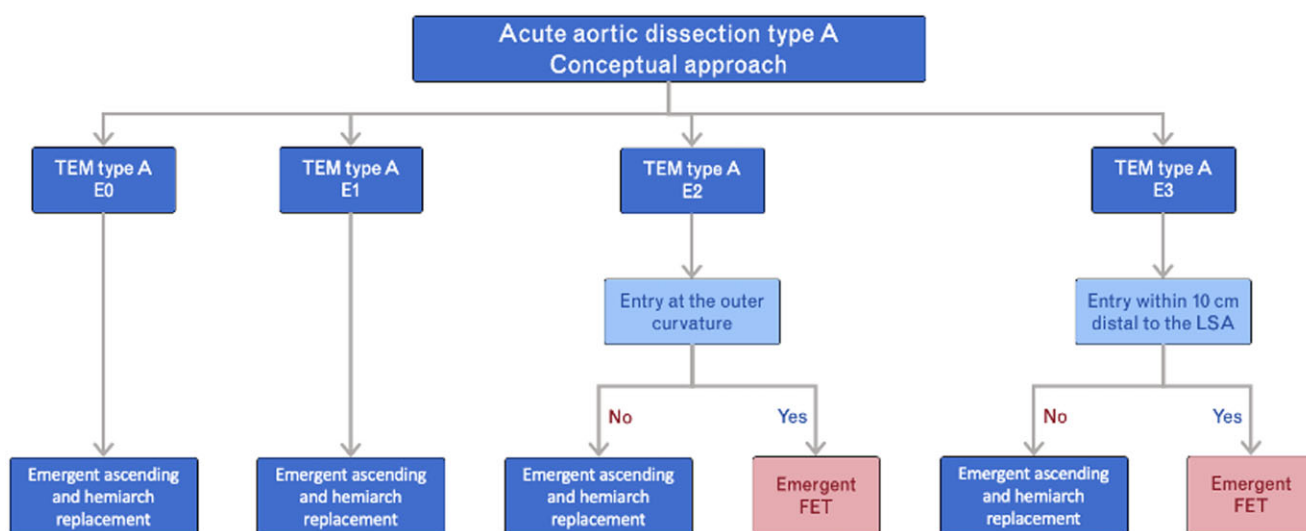 Acute aortic dissection type A
Conceptual approach
TEM type A
E0
TEM type A
E1
TEM type A
E2
TEM type A
E3
Entry at the outer
curvature
Entry within 10 cm
distal to the LSA
No
Yes
No
Yes
Emergent ascending
and hemiarch
replacement
Emergent ascending
and hemiarch
replacement
Emergent ascending
and hemiarch
replacement
Emergent
FET
Emergent ascending
and hemiarch
replacement
Emergent
FET